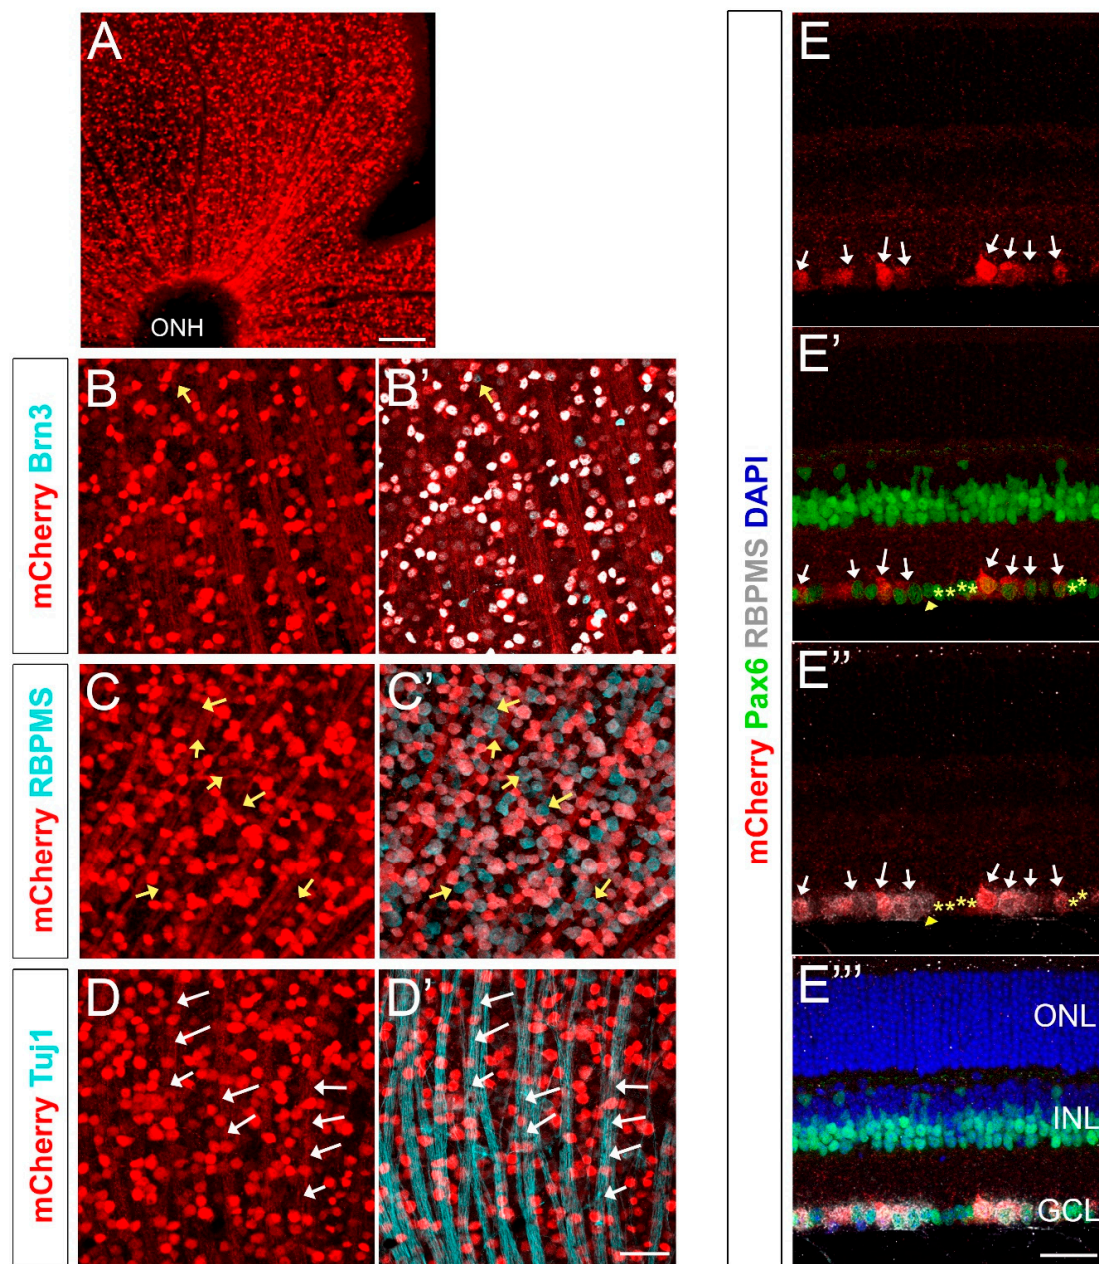 A
ONH
mCherry Brn3
B
B'
mCherry RBPMS
C
C'
mCherry Tuj1
D
D'
mCherry Pax6 RBPMS DAPI
E
E'
**** **
E''
**** **
E'''
ONL
INL
GCL